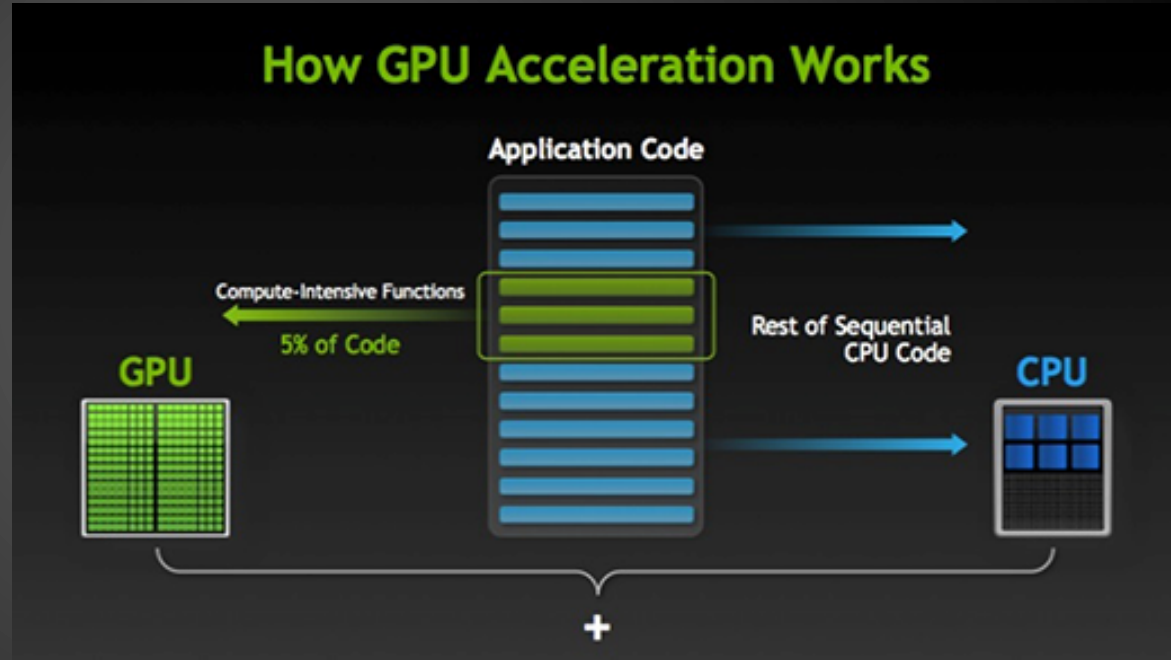 How GPU Acceleration Works
Application Code
Compute-Intensive Functions
5% of Code
GPU
Rest of Sequential
CPU Code
CPU
+